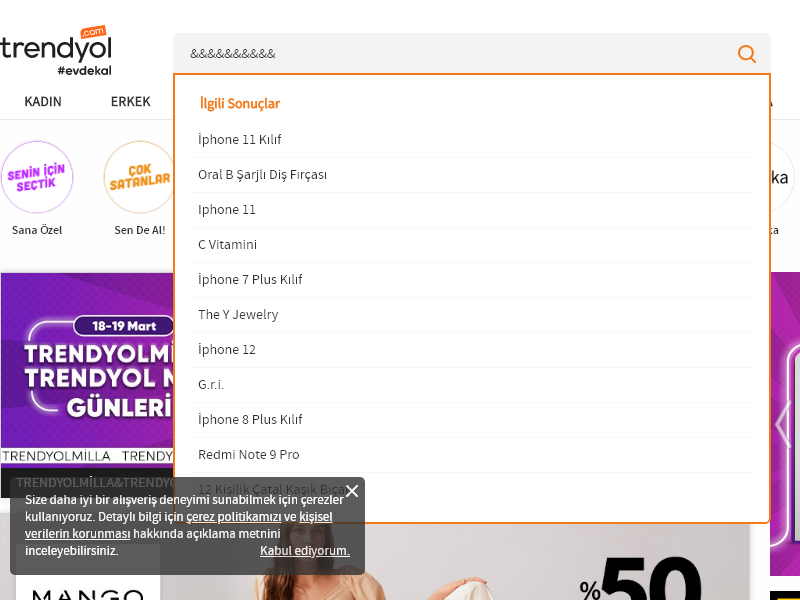 trendyol
.com
#evdekal
&&&&&&&&&&
KADIN
ERKEK
İlgili Sonuçlar
İphone 11 Kılıf
Oral B Şarjlı Diş Fırçası
Iphone 11
C Vitamini
İphone 7 Plus Kılıf
The Y Jewelry
İphone 12
G.r.i.
İphone 8 Plus Kılıf
Redmi Note 9 Pro
12 Kişilik Çatal Kaşık Bıça
SENİN İÇİN
SEÇTİK
ÇOK
SATANLAR
Sana Özel
Sen De Al!
ka
18-19 Mart
TRENDYOLMİ
TRENDYOL M
GÜNLERİ
TRENDYOLMİLLA TRENDYO
TRENDYOLMİLLA&TRENDYO
Size daha iyi bir alışveriş deneyimi sunabilmek için çerezler
kullanıyoruz. Detaylı bilgi için çerez politikamızı ve kişisel
verilerin korunması hakkında açıklama metnini
inceleyebilirsiniz.
Kabul ediyorum.
MANGO
%50